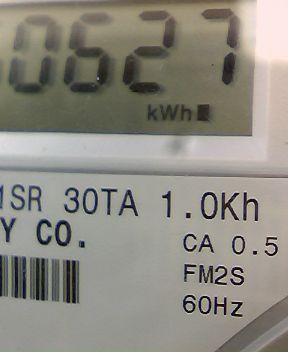 0627
kWh
1SR 30TA 1.0Kh
Y CO.
CA 0.5
FM2S
60Hz